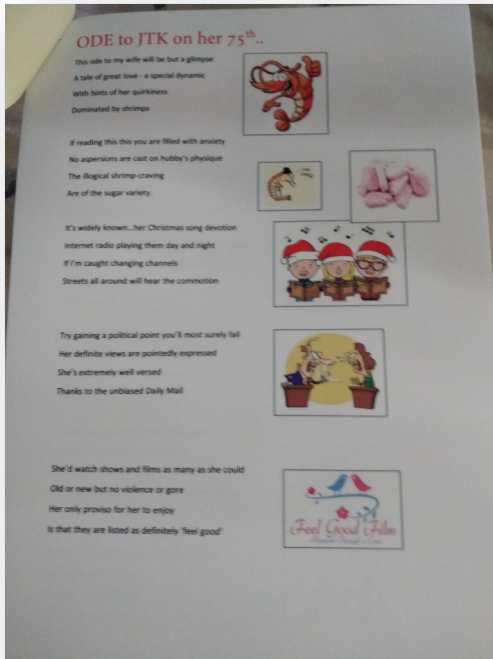 ODE to JTK on her 75th..
This ode to my wife will be but a glimpse
A tale of great love - a special dynamic
With hints of her quirkiness
Dominated by shrimps
If reading this this you are filled with anxiety
No aspersions are cast on hubby's physique
The illogical shrimp-craving
Are of the sugar variety.
It's widely known...her Christmas song devotion
Internet radio playing them day and night
If I'm caught changing channels
Streets all around will hear the commotion
Try gaining a political point you'll most surely fail
Her definite views are pointedly expressed
She's extremely well versed
Thanks to the unbiased Daily Mail
She'd watch shows and films as many as she could
Old or new but no violence or gore
Her only proviso for her to enjoy
Is that they are listed as definitely 'feel good'
Feel Good Film